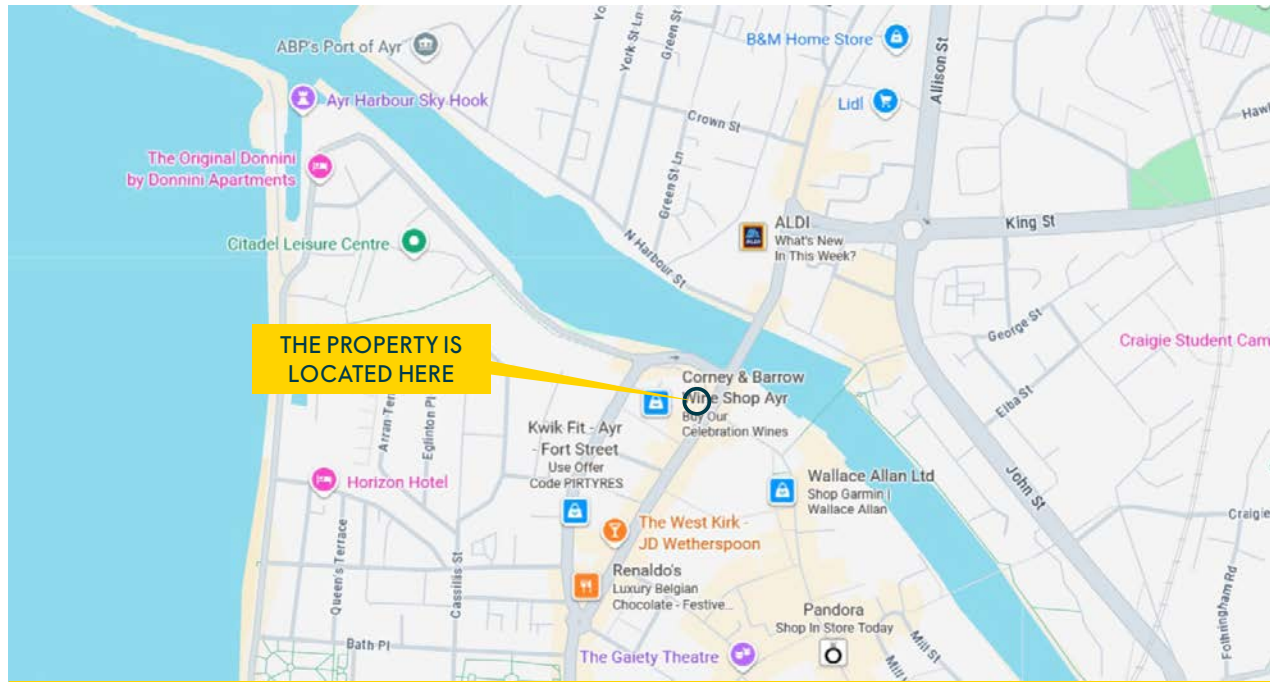 ABP's Port of Ayr
York St Ln
Green St
B&M Home Store
Allison St
Ayr Harbour Sky Hook
Crown St
Lidl
The Original Donnini
by Donnini Apartments
Green St Ln
ALDI
What's New
In This Week?
King St
Citadel Leisure Centre
N Harbour St
George St
Craigie Student Cam
THE PROPERTY IS
LOCATED HERE
Corney & Barrow
Wine Shop Ayr
Buy Our
Celebration Wines
Elba St
Eglinton Pl
Kwik Fit - Ayr
- Fort Street
Use Offer
Code PIRTYRES
Wallace Allan Ltd
Shop Garmin |
Wallace Allan
John St
Horizon Hotel
Craigie
The West Kirk -
JD Wetherspoon
Queen's Terrace
Cassillis St
Renaldo's
Luxury Belgian
Chocolate - Festive...
Pandora
Shop In Store Today
Fothringham Rd
Bath Pl
The Gaiety Theatre
Mill St